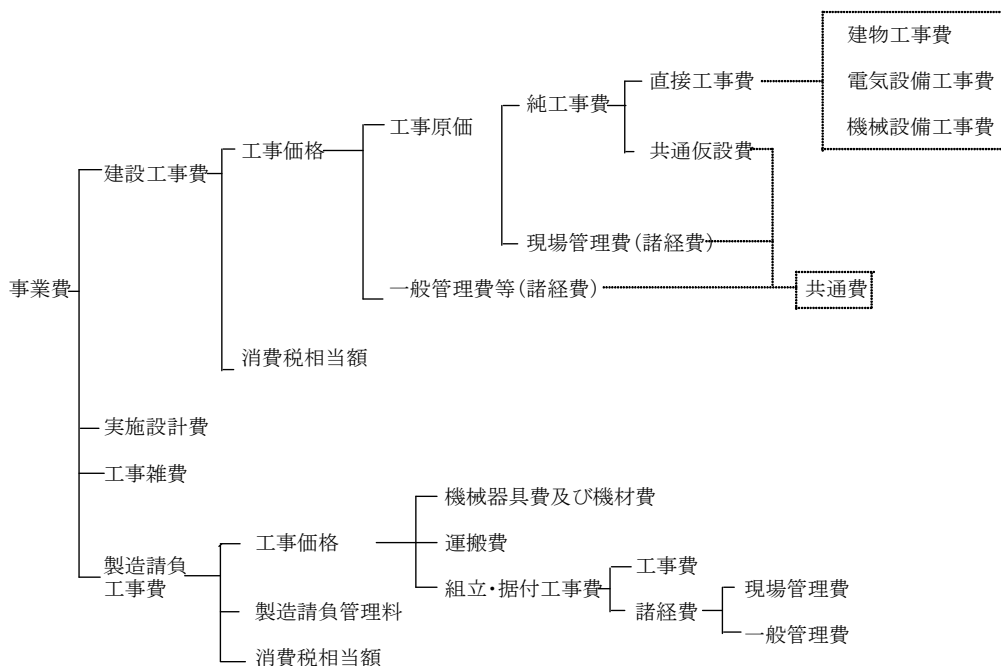 建物工事費
直接工事費
電気設備工事費
純工事費
機械設備工事費
工事原価
工事価格
共通仮設費
建設工事費
現場管理費(諸経費)
事業費
一般管理費等(諸経費)
共通費
消費税相当額
実施設計費
工事雑費
機械器具費及び機材費
工事価格
運搬費
製造請負
工事費
組立・据付工事費
工事費
現場管理費
製造請負管理料
諸経費
一般管理費
消費税相当額